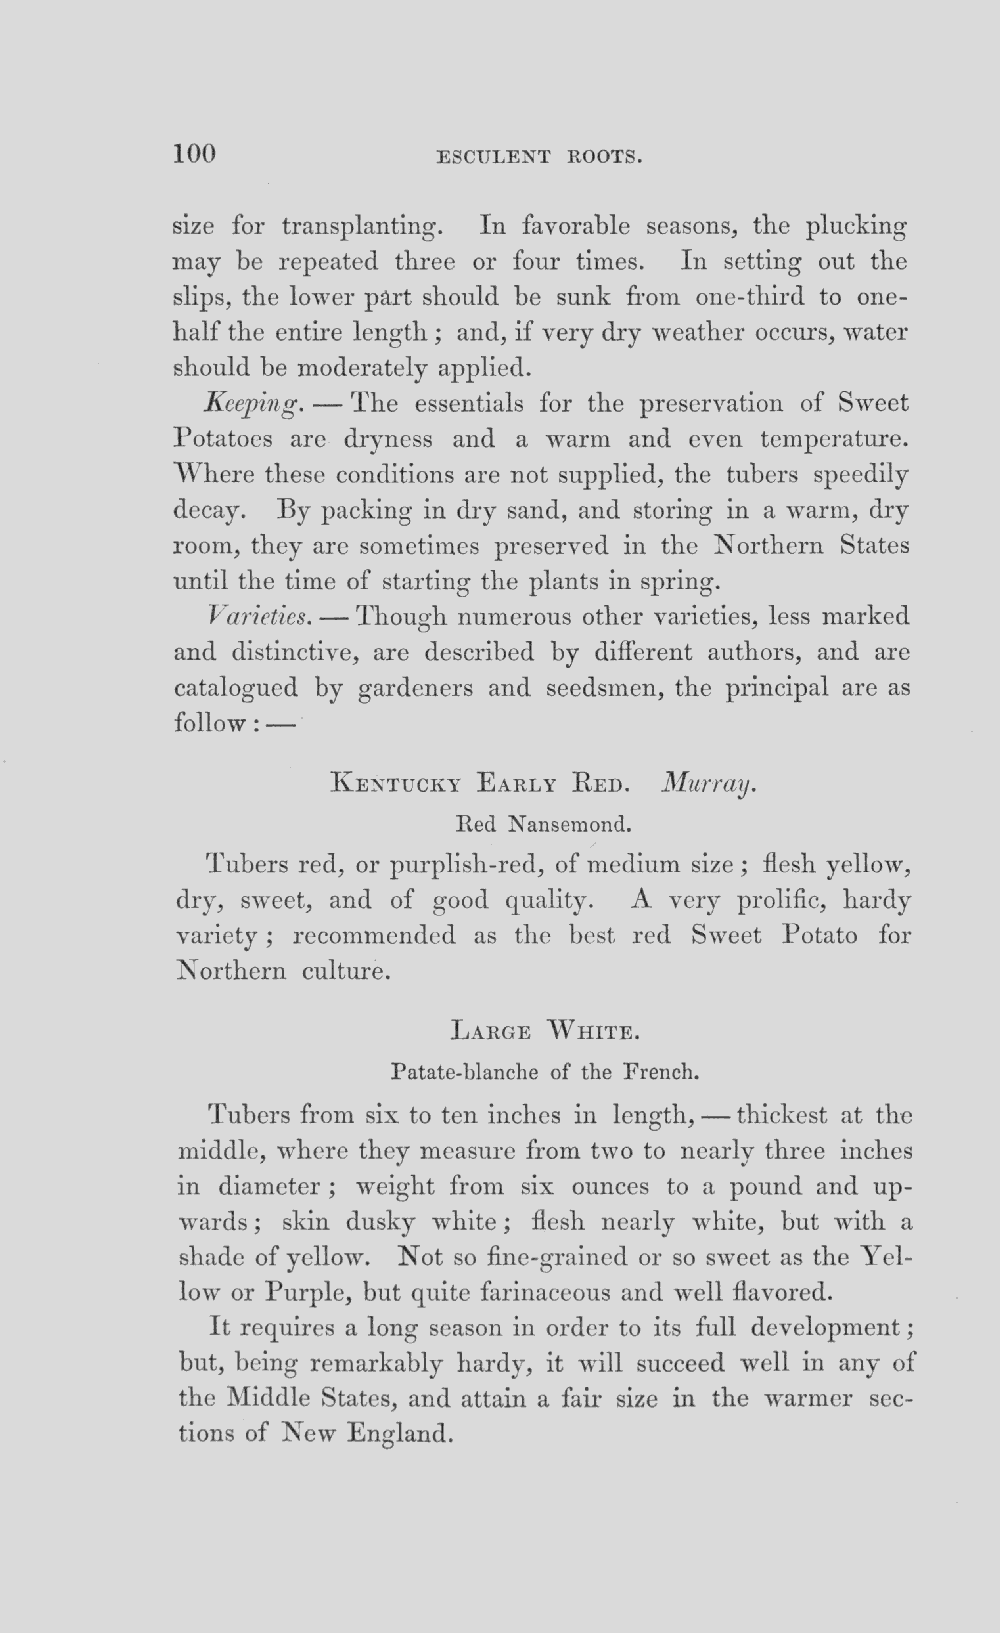 100 ESCULENT ROOTS.
size for transplanting. In favorable seasons, the plucking
may be repeated three or four times. In setting out the
slips, the lower part should be sunk from one-third to one-
half the entire length; and, if very dry weather occurs, water
should be moderately applied.
Keeping. — The essentials for the preservation of Sweet
Potatoes are dryness and a warm and even temperature.
Where these conditions are not supplied, the tubers speedily
decay. By packing in dry sand, and storing in a warm, dry
room, they are sometimes preserved in the Northern States
until the time of starting the plants in spring.
Varieties. — Though numerous other varieties, less marked
and distinctive, are described by different authors, and are
catalogued by gardeners and seedsmen, the principal are as
follow: —
KENTUCKY EARLY RED. Murray.
Red Nansemond.
Tubers red, or purplish-red, of medium size; flesh yellow,
dry, sweet, and of good quality. A very prolific, hardy
variety; recommended as the best red Sweet Potato for
Northern culture.
LARGE WHITE.
Patate-blanche of the French.
Tubers from six to ten inches in length, — thickest at the
middle, where they measure from two to nearly three inches
in diameter; weight from six ounces to a pound and up-
wards; skin dusky white; flesh nearly white, but with a
shade of yellow. Not so fine-grained or so sweet as the Yel-
low or Purple, but quite farinaceous and well flavored.
It requires a long season in order to its full development;
but, being remarkably hardy, it will succeed well in any of
the Middle States, and attain a fair size in the warmer sec-
tions of New England.